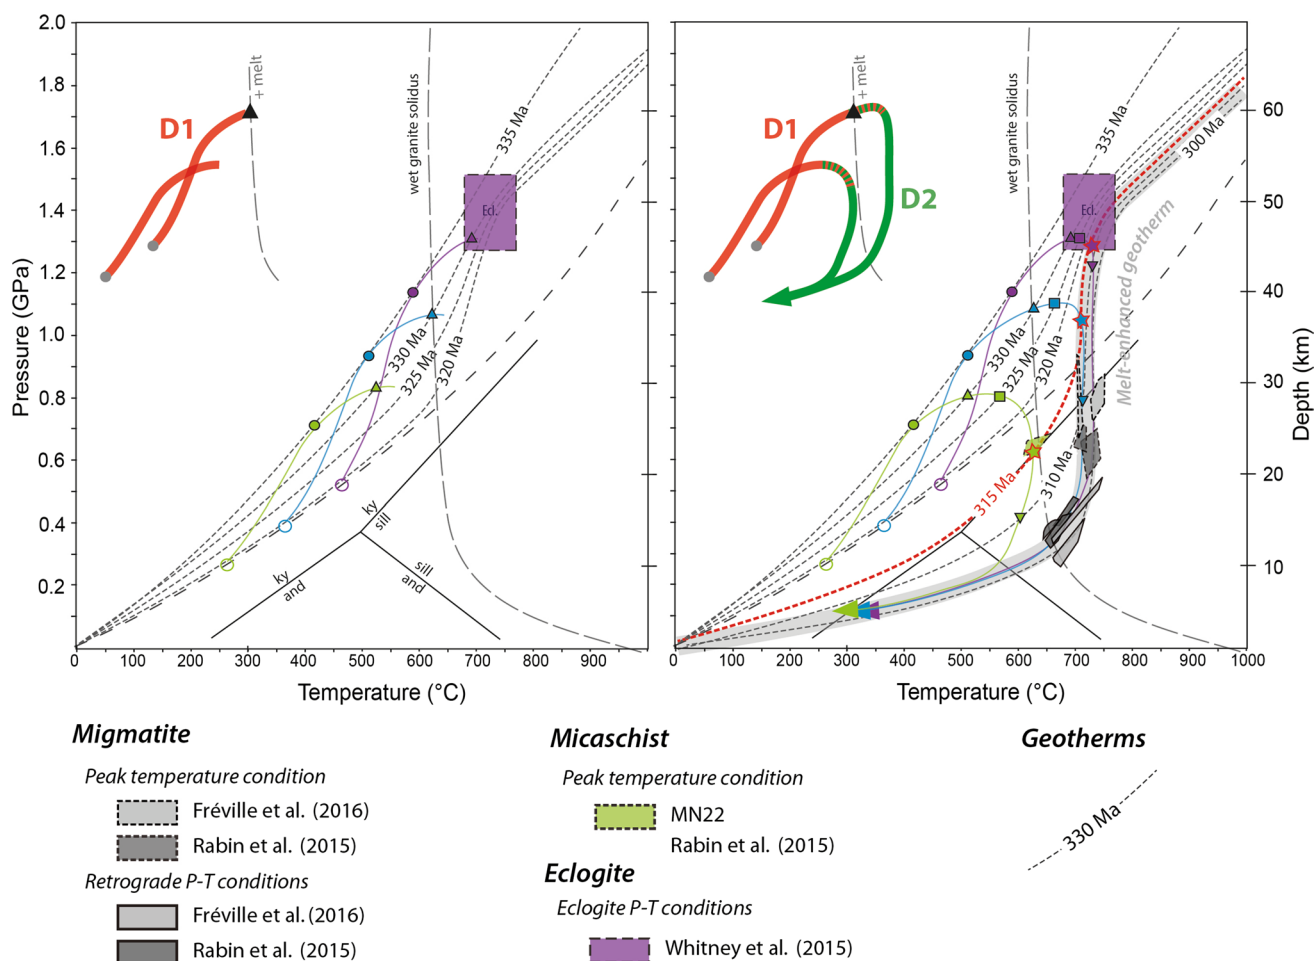 2.0
1.8
1.6
1.4
1.2
1.0
0.8
0.6
0.4
0.2
Pressure (GPa)
D1
+ melt
wet granite solidus
335 Ma
Ecl.
330 Ma
325 Ma
320 Ma
ky
sill
ky
and
sill
and
0 100 200 300 400 500 600 700 800 900
Temperature (°C)
D1
D2
+ melt
wet granite solidus
335 Ma
300 Ma
Ecl.
Melt-enhanced geotherm
330 Ma
325 Ma
320 Ma
310 Ma
315 Ma
0 100 200 300 400 500 600 700 800 900 1000
Temperature (°C)
60
50
40
30
20
10
Depth (km)
Migmatite
Peak temperature condition
Fréville et al. (2016)
Rabin et al. (2015)
Retrograde P-T conditions
Fréville et al. (2016)
Rabin et al. (2015)
Micaschist
Peak temperature condition
MN22
Rabin et al. (2015)
Eclogite
Eclogite P-T conditions
Whitney et al. (2015)
Geotherms
330 Ma